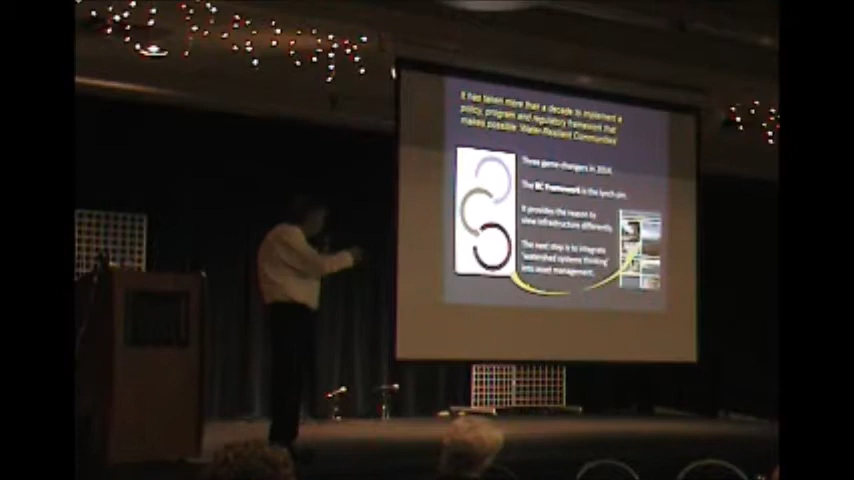 It has taken more than a decade to implement a
policy, program and regulatory framework that
makes possible 'Water-Resilient Communities'
Three game-changers in 2014.
The BC Framework is the lynch-pin.
It provides the reason to
view infrastructure differently.
The next step is to integrate
'watershed systems thinking'
into asset management.